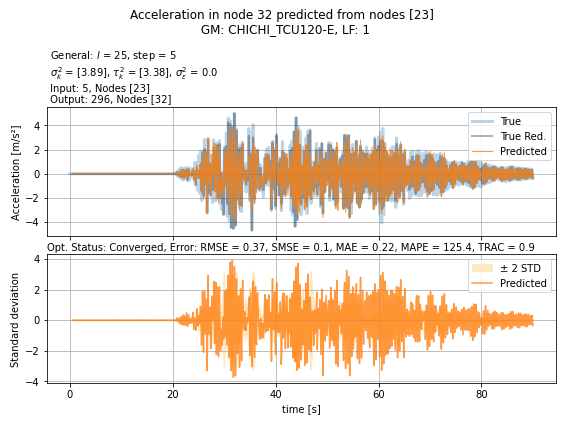 Acceleration in node 32 predicted from nodes [23]
GM: CHICHI_TCU120-E, LF: 1
General: l = 25, step = 5
σ²ₖ = [3.89], τ²ₖ = [3.38], σ²ε = 0.0
Input: 5, Nodes [23]
Output: 296, Nodes [32]
4
2
0
−2
−4
Acceleration [m/s²]
True
True Red.
Predicted
Opt. Status: Converged, Error: RMSE = 0.37, SMSE = 0.1, MAE = 0.22, MAPE = 125.4, TRAC = 0.9
4
2
0
−2
−4
Standard deviation
± 2 STD
Predicted
0 20 40 60 80
time [s]